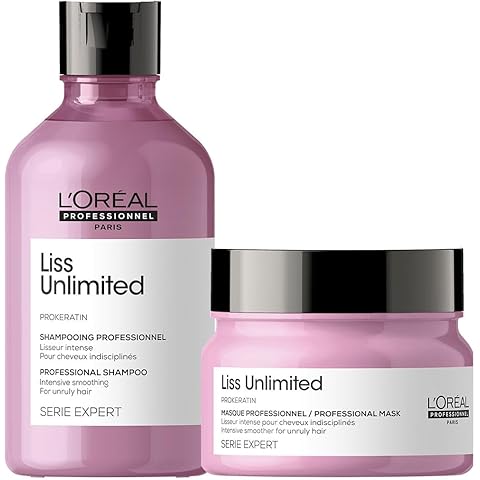 L'ORÉAL
PROFESSIONNEL
PARIS
Liss
Unlimited
PROKERATIN
SHAMPOOING PROFESSIONNEL
Lisseur intense
Pour cheveux indisciplinés
PROFESSIONAL SHAMPOO
Intensive smoothing
For unruly hair
SERIE EXPERT
Liss Unlimited
PROKERATIN
MASQUE PROFESSIONNEL / PROFESSIONAL MASK
Lisseur intense pour cheveux indisciplinés
Intensive smoother for unruly hair
SERIE EXPERT
L'ORÉAL
PROFESSIONNEL
PARIS